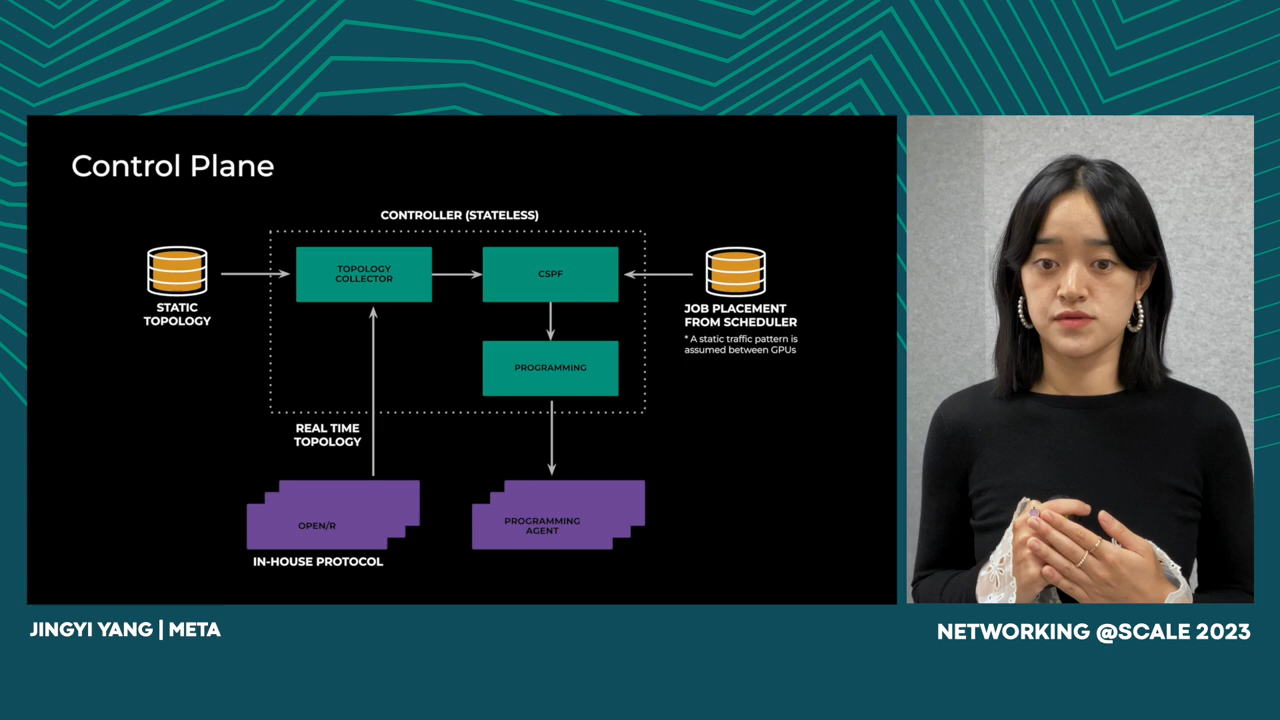 Control Plane
CONTROLLER (STATELESS)
TOPOLOGY
COLLECTOR
CSPF
STATIC
TOPOLOGY
JOB PLACEMENT
FROM SCHEDULER
* A static traffic pattern is
assumed between GPUs
PROGRAMMING
REAL TIME
TOPOLOGY
OPEN/R
PROGRAMMING
AGENT
IN-HOUSE PROTOCOL
JINGYI YANG | META
NETWORKING @SCALE 2023